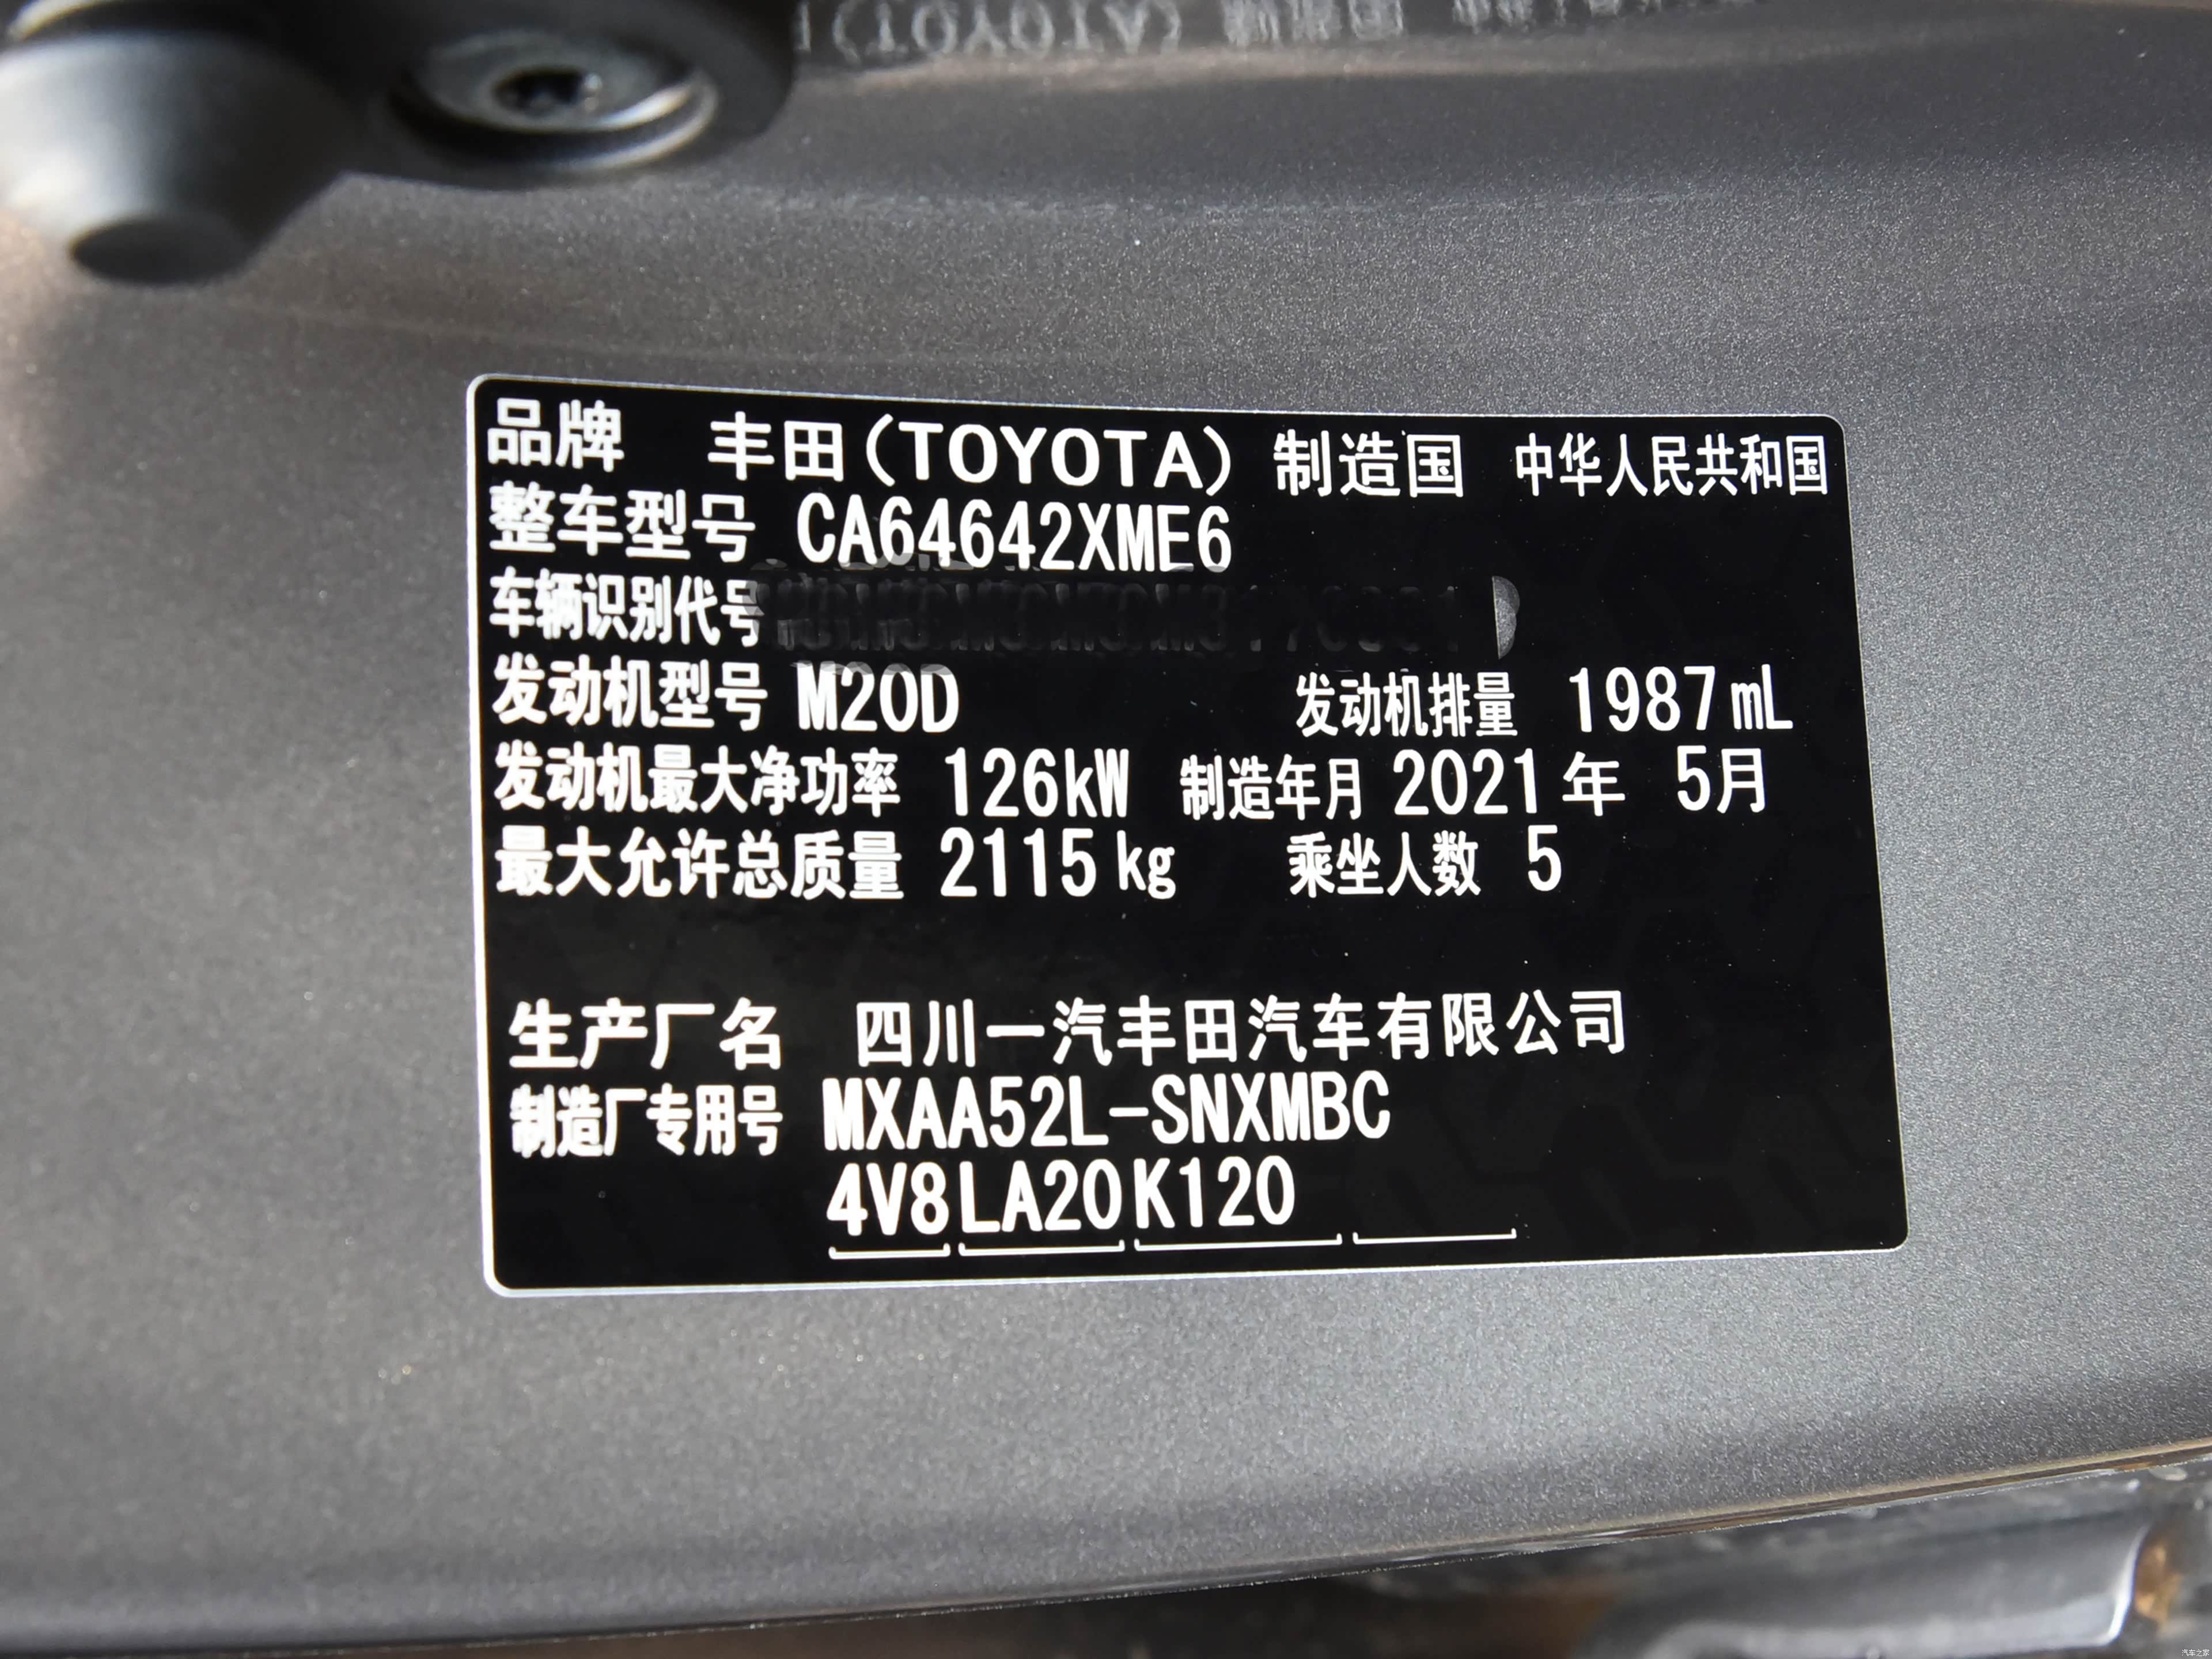 品牌 丰田(TOYOTA) 制造国 中华人民共和国
整车型号 CA64642XME6
车辆识别代号
发动机型号 M20D 发动机排量 1987mL
发动机最大净功率 126kW 制造年月 2021年 5月
最大允许总质量 2115kg 乘坐人数 5
生产厂名 四川一汽丰田汽车有限公司
制造厂专用号 MXAA52L-SNXMBC
4V8LA20K120
汽车之家